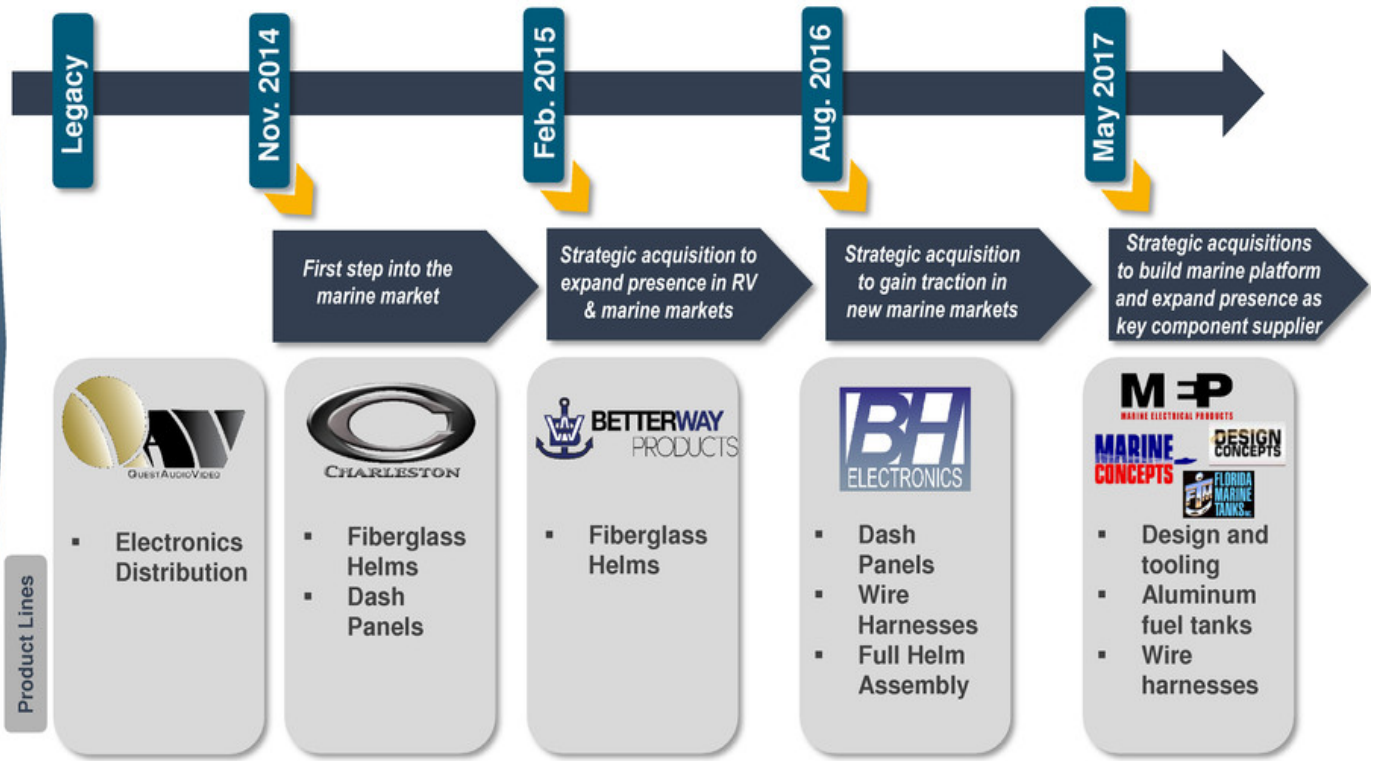 Legacy
Nov. 2014
Feb. 2015
Aug. 2016
May 2017
First step into the
marine market
Strategic acquisition to
expand presence in RV
& marine markets
Strategic acquisition
to gain traction in
new marine markets
Strategic acquisitions
to build marine platform
and expand presence as
key component supplier
Product Lines
QAV
QUESTAUDIOVIDEO
▪ Electronics
Distribution
C
CHARLESTON
▪ Fiberglass
Helms
▪ Dash
Panels
BETTERWAY
PRODUCTS
▪ Fiberglass
Helms
BH
ELECTRONICS
▪ Dash
Panels
▪ Wire
Harnesses
▪ Full Helm
Assembly
MEP
MARINE ELECTRICAL PRODUCTS
MARINE
CONCEPTS
DESIGN
CONCEPTS
FTM
FLORIDA
MARINE
TANKS INC
▪ Design and
tooling
▪ Aluminum
fuel tanks
▪ Wire
harnesses